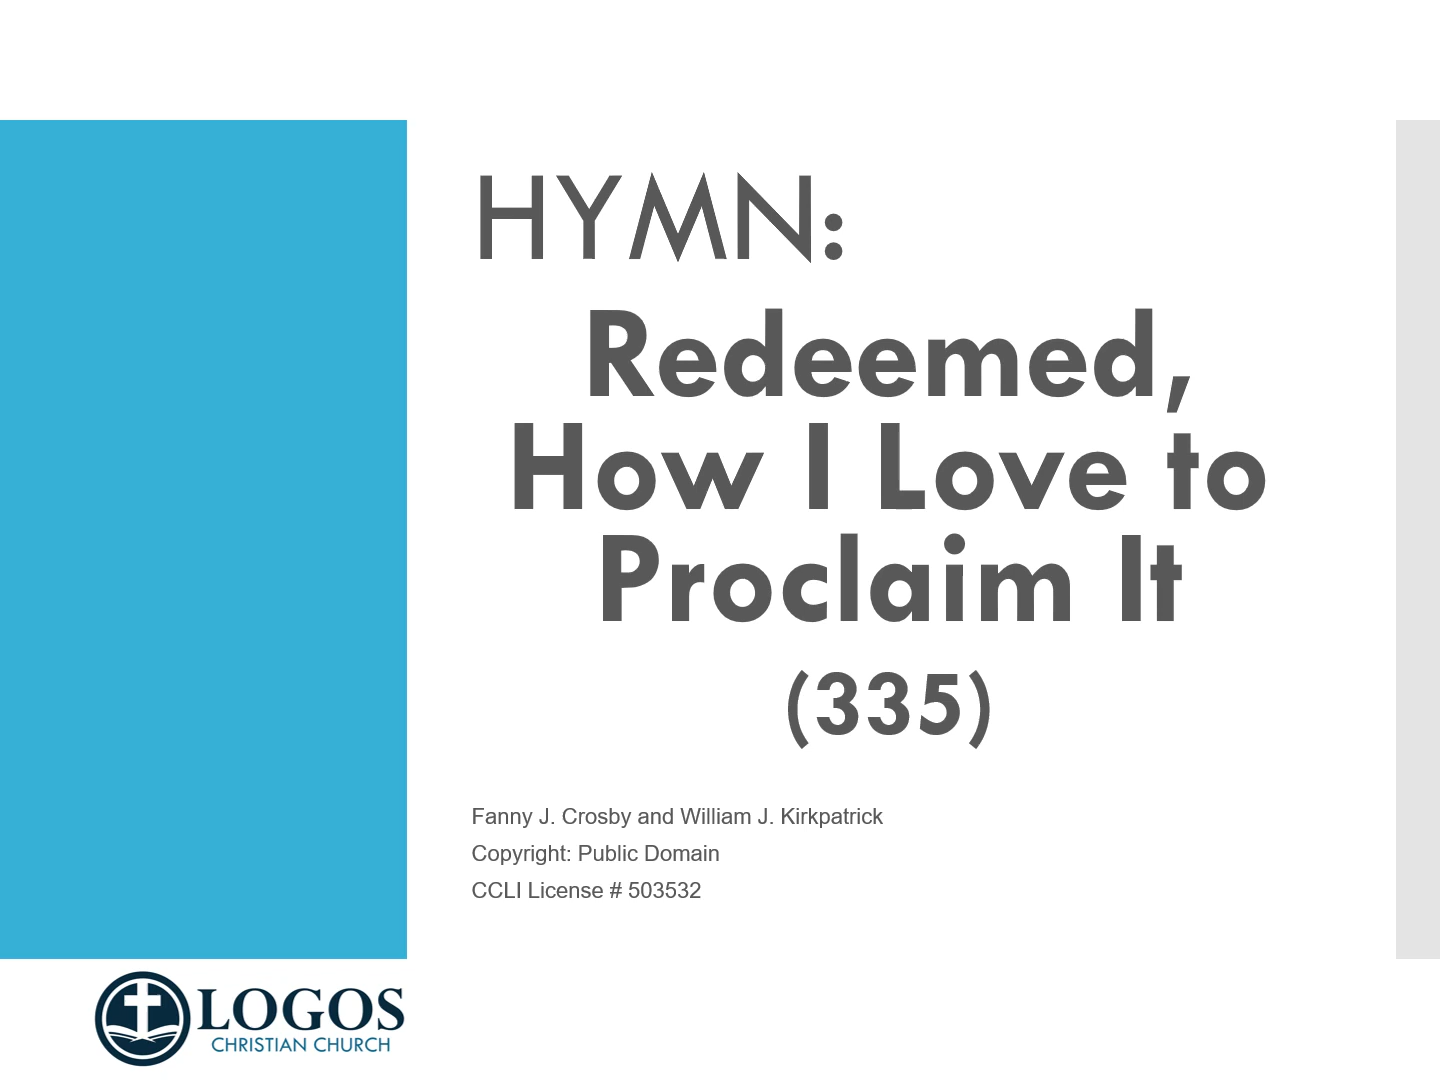 HYMN:
Redeemed,
How I Love to
Proclaim It
(335)
Fanny J. Crosby and William J. Kirkpatrick
Copyright: Public Domain
CCLI License # 503532
LOGOS
CHRISTIAN CHURCH